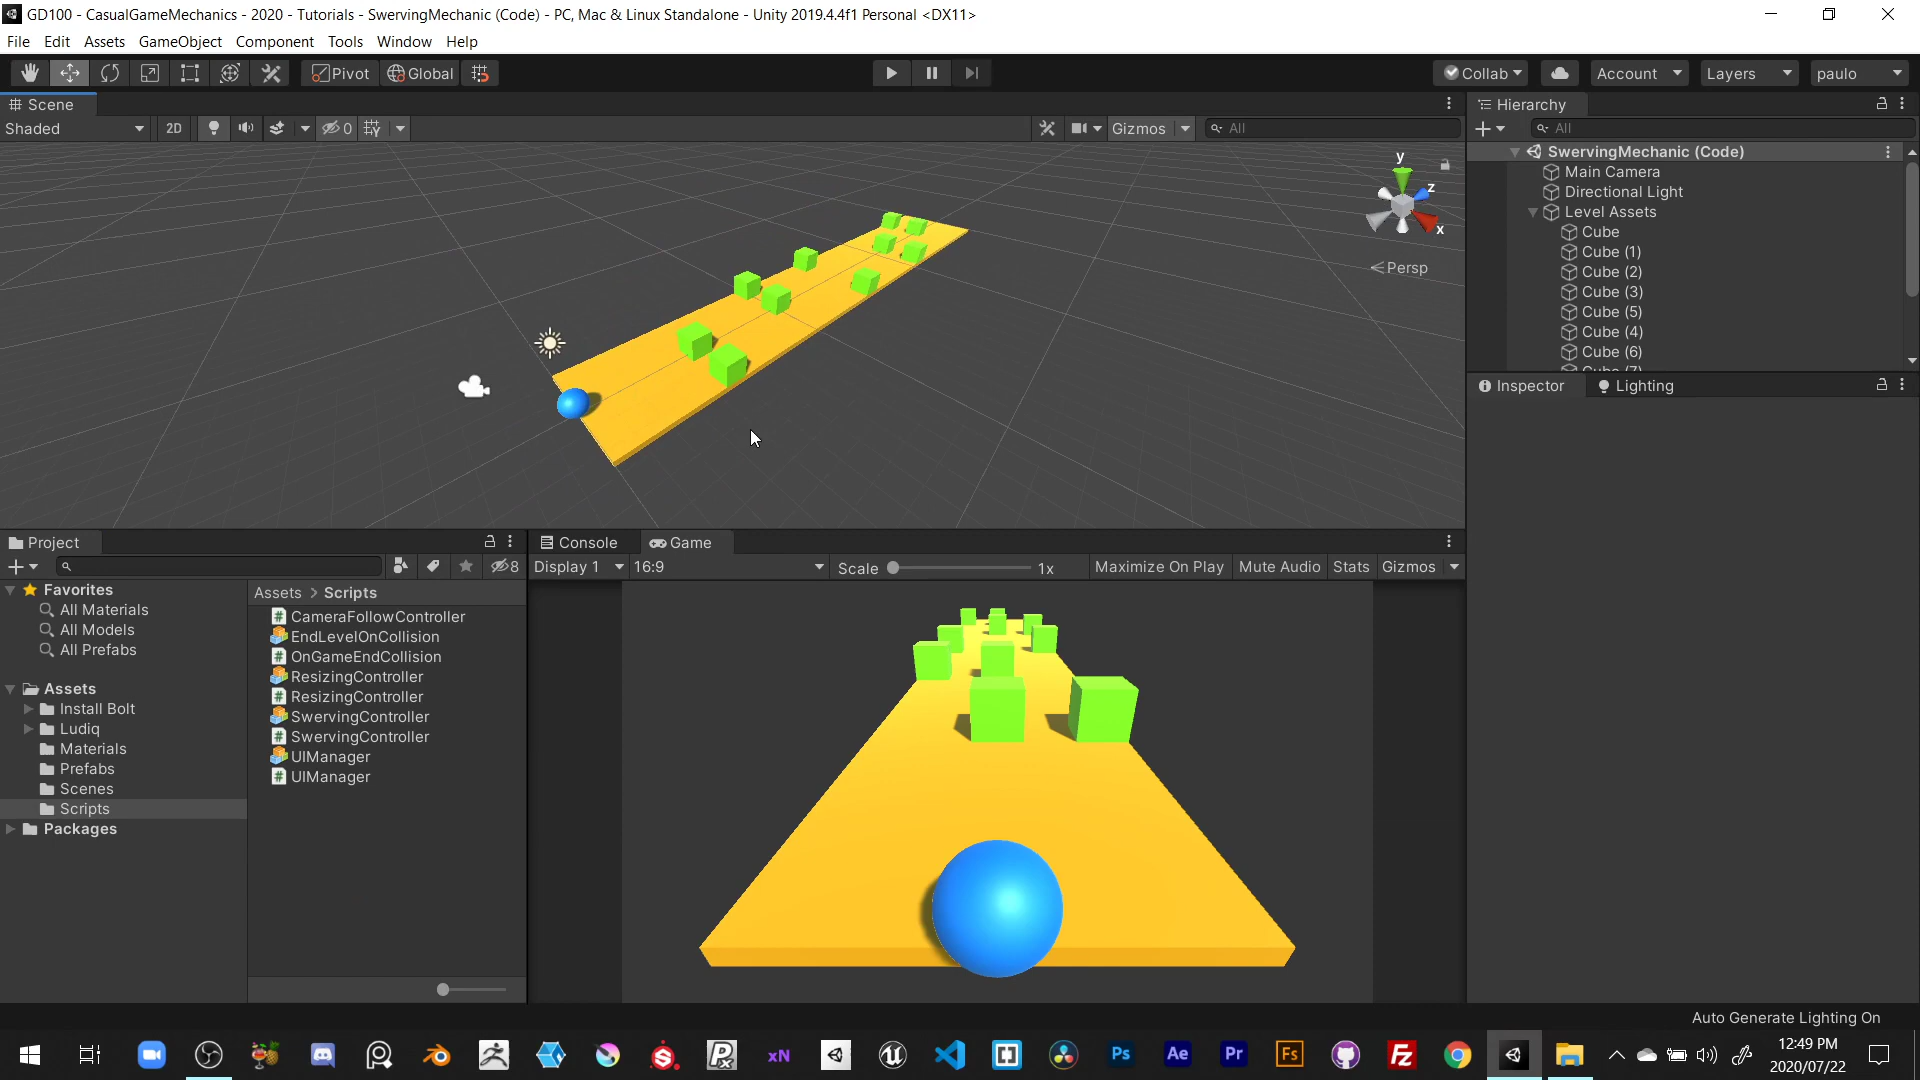 GD100 - CasualGameMechanics - 2020 - Tutorials - SwervingMechanic (Code) - PC, Mac & Linux Standalone - Unity 2019.4.4f1 Personal <DX11>
File Edit Assets GameObject Component Tools Window Help
Pivot Global Collab Account Layers paulo
Scene
Shaded 2D 0 Gizmos All
y
z
x
Persp
Hierarchy
All
SwervingMechanic (Code)
Main Camera
Directional Light
Level Assets
Cube
Cube (1)
Cube (2)
Cube (3)
Cube (5)
Cube (4)
Cube (6)
Inspector Lighting
Project
8
Favorites
All Materials
All Models
All Prefabs
Assets
Install Bolt
Ludiq
Materials
Prefabs
Scenes
Scripts
Packages
Assets > Scripts
CameraFollowController
EndLevelOnCollision
OnGameEndCollision
ResizingController
ResizingController
SwervingController
SwervingController
UIManager
UIManager
Console Game
Display 1 16:9 Scale 1x Maximize On Play Mute Audio Stats Gizmos
Auto Generate Lighting On
xN Ps Ae Pr Fs Fz
12:49 PM
2020/07/22